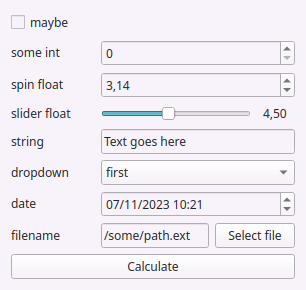 maybe
some int 0
spin float 3,14
slider float 4,50
string Text goes here
dropdown first
date 07/11/2023 10:21
filename /some/path.ext Select file
Calculate